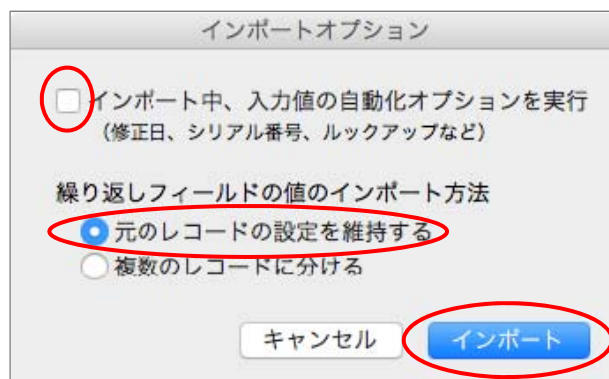 インポートオプション
インポート中、入力値の自動化オプションを実行
（修正日、シリアル番号、ルックアップなど）
繰り返しフィールドの値のインポート方法
元のレコードの設定を維持する
複数のレコードに分ける
キャンセル
インポート